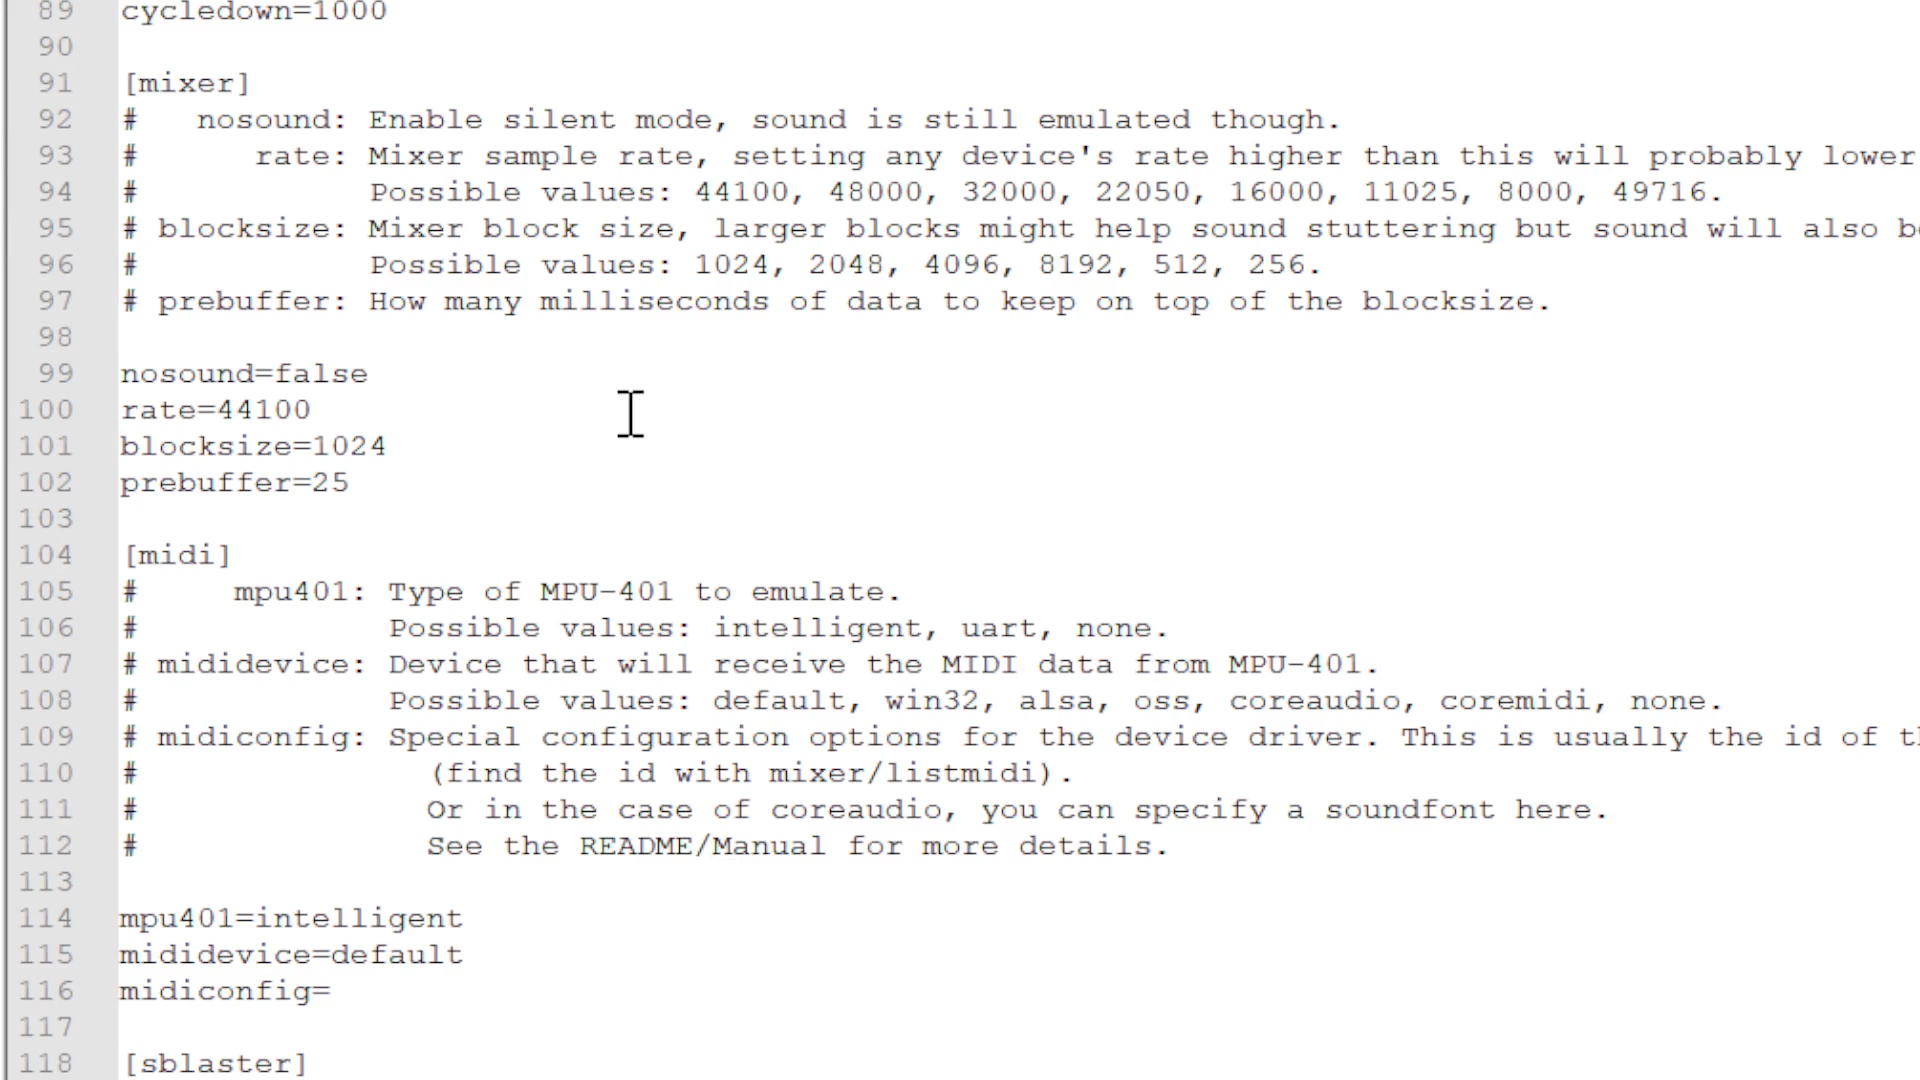 89 cycledown=1000
90
91 [mixer]
92 # nosound: Enable silent mode, sound is still emulated though.
93 # rate: Mixer sample rate, setting any device's rate higher than this will probably lower
94 # Possible values: 44100, 48000, 32000, 22050, 16000, 11025, 8000, 49716.
95 # blocksize: Mixer block size, larger blocks might help sound stuttering but sound will also
96 # Possible values: 1024, 2048, 4096, 8192, 512, 256.
97 # prebuffer: How many milliseconds of data to keep on top of the blocksize.
98
99 nosound=false
100 rate=44100
101 blocksize=1024
102 prebuffer=25
103
104 [midi]
105 # mpu401: Type of MPU-401 to emulate.
106 # Possible values: intelligent, uart, none.
107 # mididevice: Device that will receive the MIDI data from MPU-401.
108 # Possible values: default, win32, alsa, oss, coreaudio, coremidi, none.
109 # midiconfig: Special configuration options for the device driver. This is usually the id of
110 # (find the id with mixer/listmidi).
111 # Or in the case of coreaudio, you can specify a soundfont here.
112 # See the README/Manual for more details.
113
114 mpu401=intelligent
115 mididevice=default
116 midiconfig=
117
118 [sblaster]